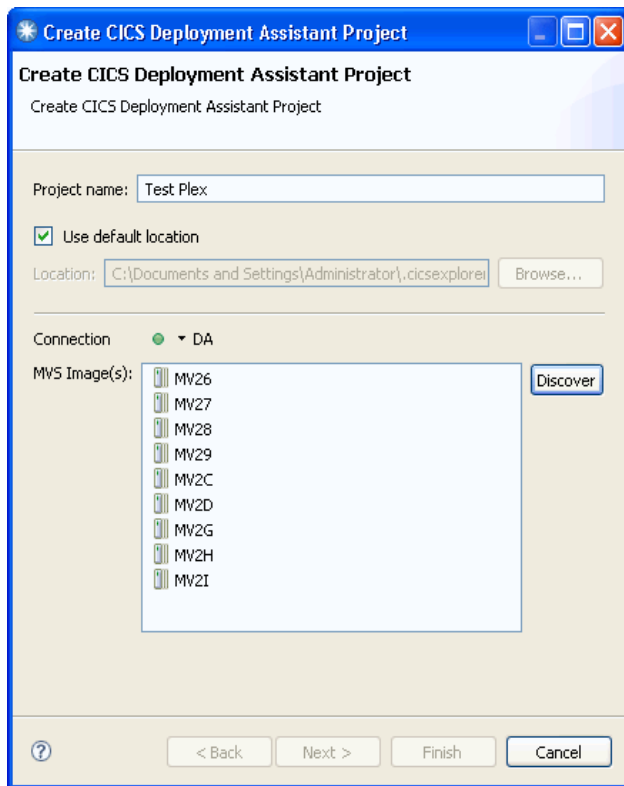 Create CICS Deployment Assistant Project
Create CICS Deployment Assistant Project
Create CICS Deployment Assistant Project
Project name: Test Plex
Use default location
Location: C:\Documents and Settings\Administrator\.cicsexplorer Browse...
Connection DA
MVS Image(s): MV26 Discover
MV27
MV28
MV29
MV2C
MV2D
MV2G
MV2H
MV2I
? < Back Next > Finish Cancel